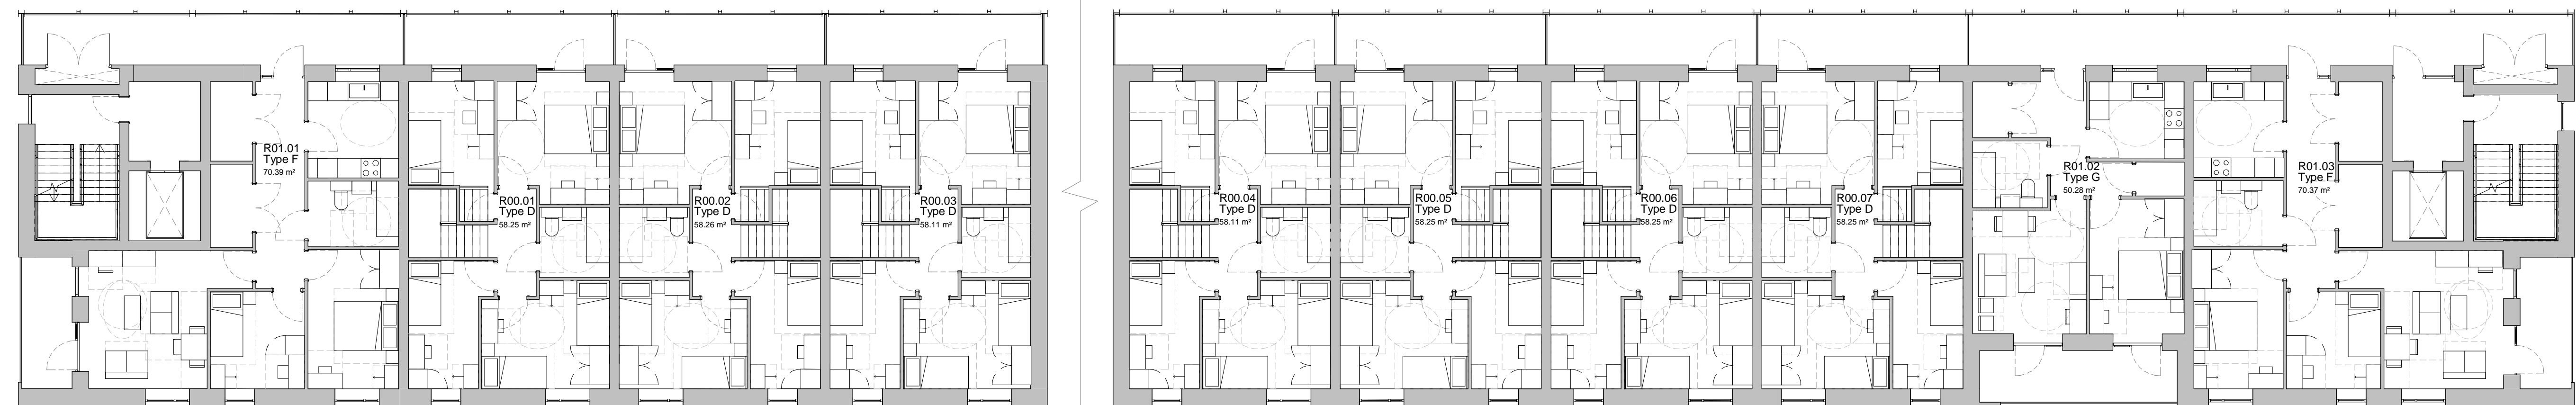 R01.01
Type F
70.39 m²
R00.01
Type D
58.25 m²
R00.02
Type D
58.26 m²
R00.03
Type D
58.11 m²
R00.04
Type D
58.11 m²
R00.05
Type D
58.25 m²
R00.06
Type D
58.25 m²
R00.07
Type D
58.25 m²
R01.02
Type G
50.28 m²
R01.03
Type F
70.37 m²